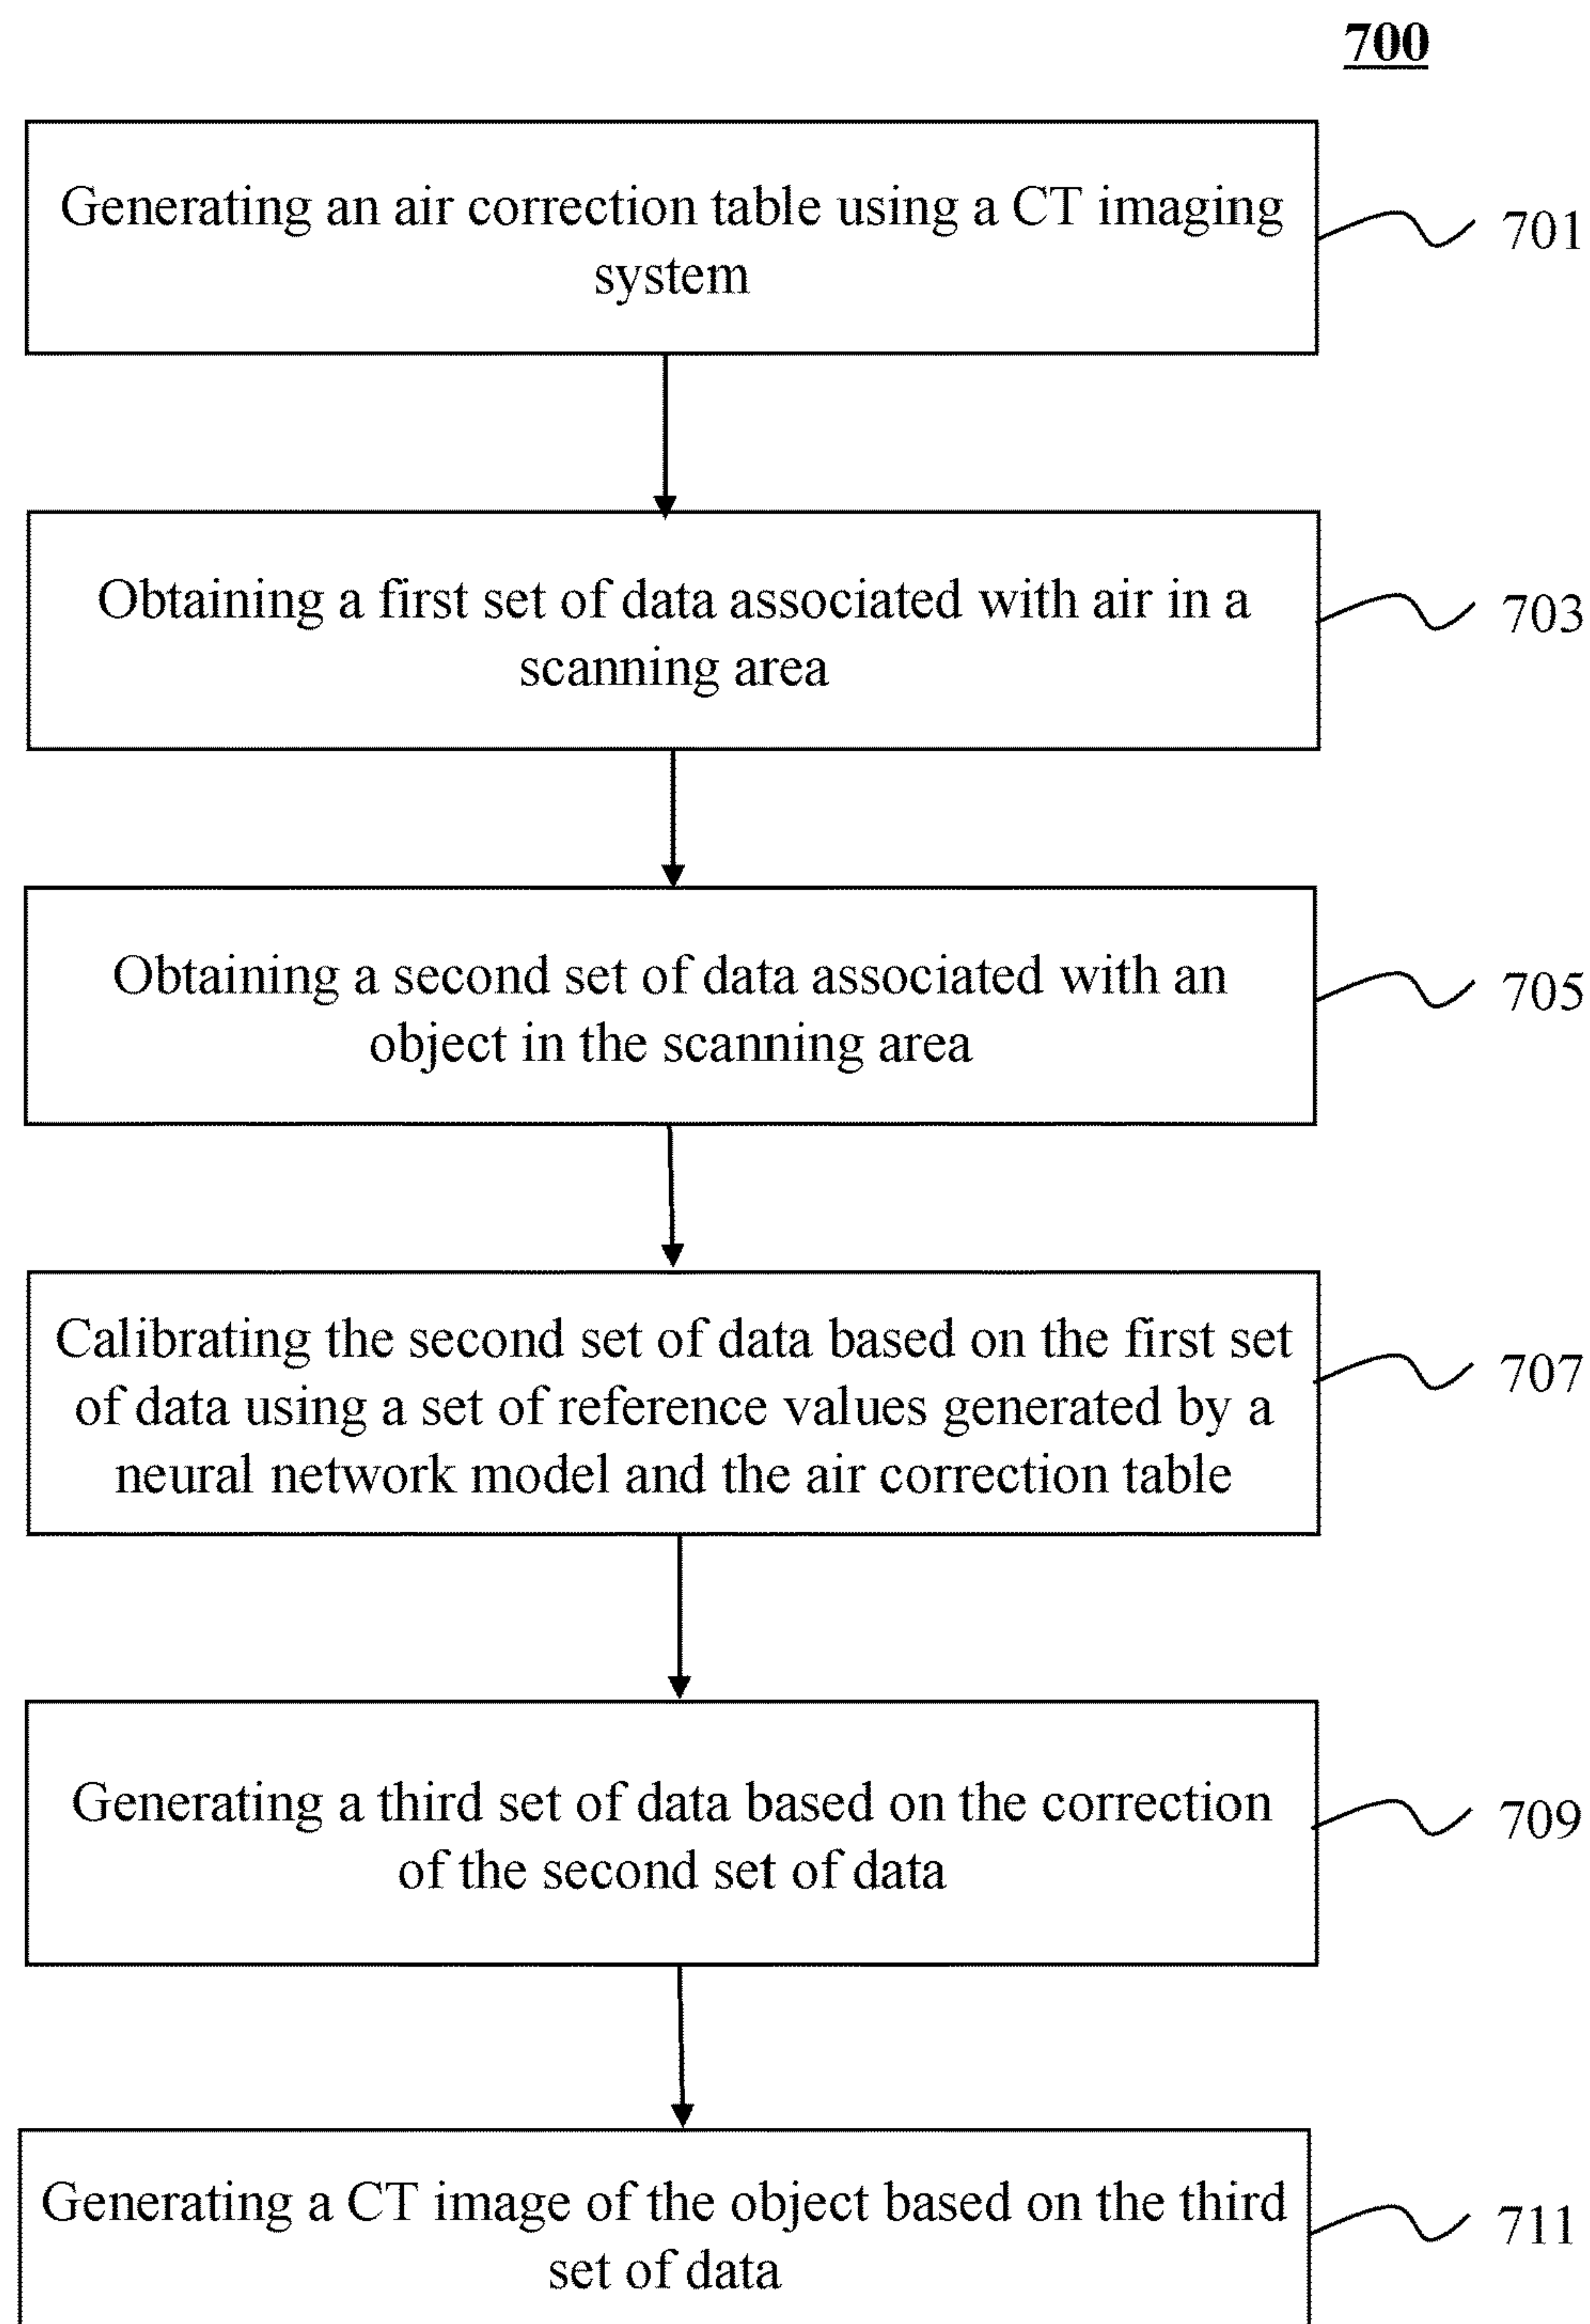 700
Generating an air correction table using a CT imaging
system
701
Obtaining a first set of data associated with air in a
scanning area
703
Obtaining a second set of data associated with an
object in the scanning area
705
Calibrating the second set of data based on the first set
of data using a set of reference values generated by a
neural network model and the air correction table
707
Generating a third set of data based on the correction
of the second set of data
709
Generating a CT image of the object based on the third
set of data
711